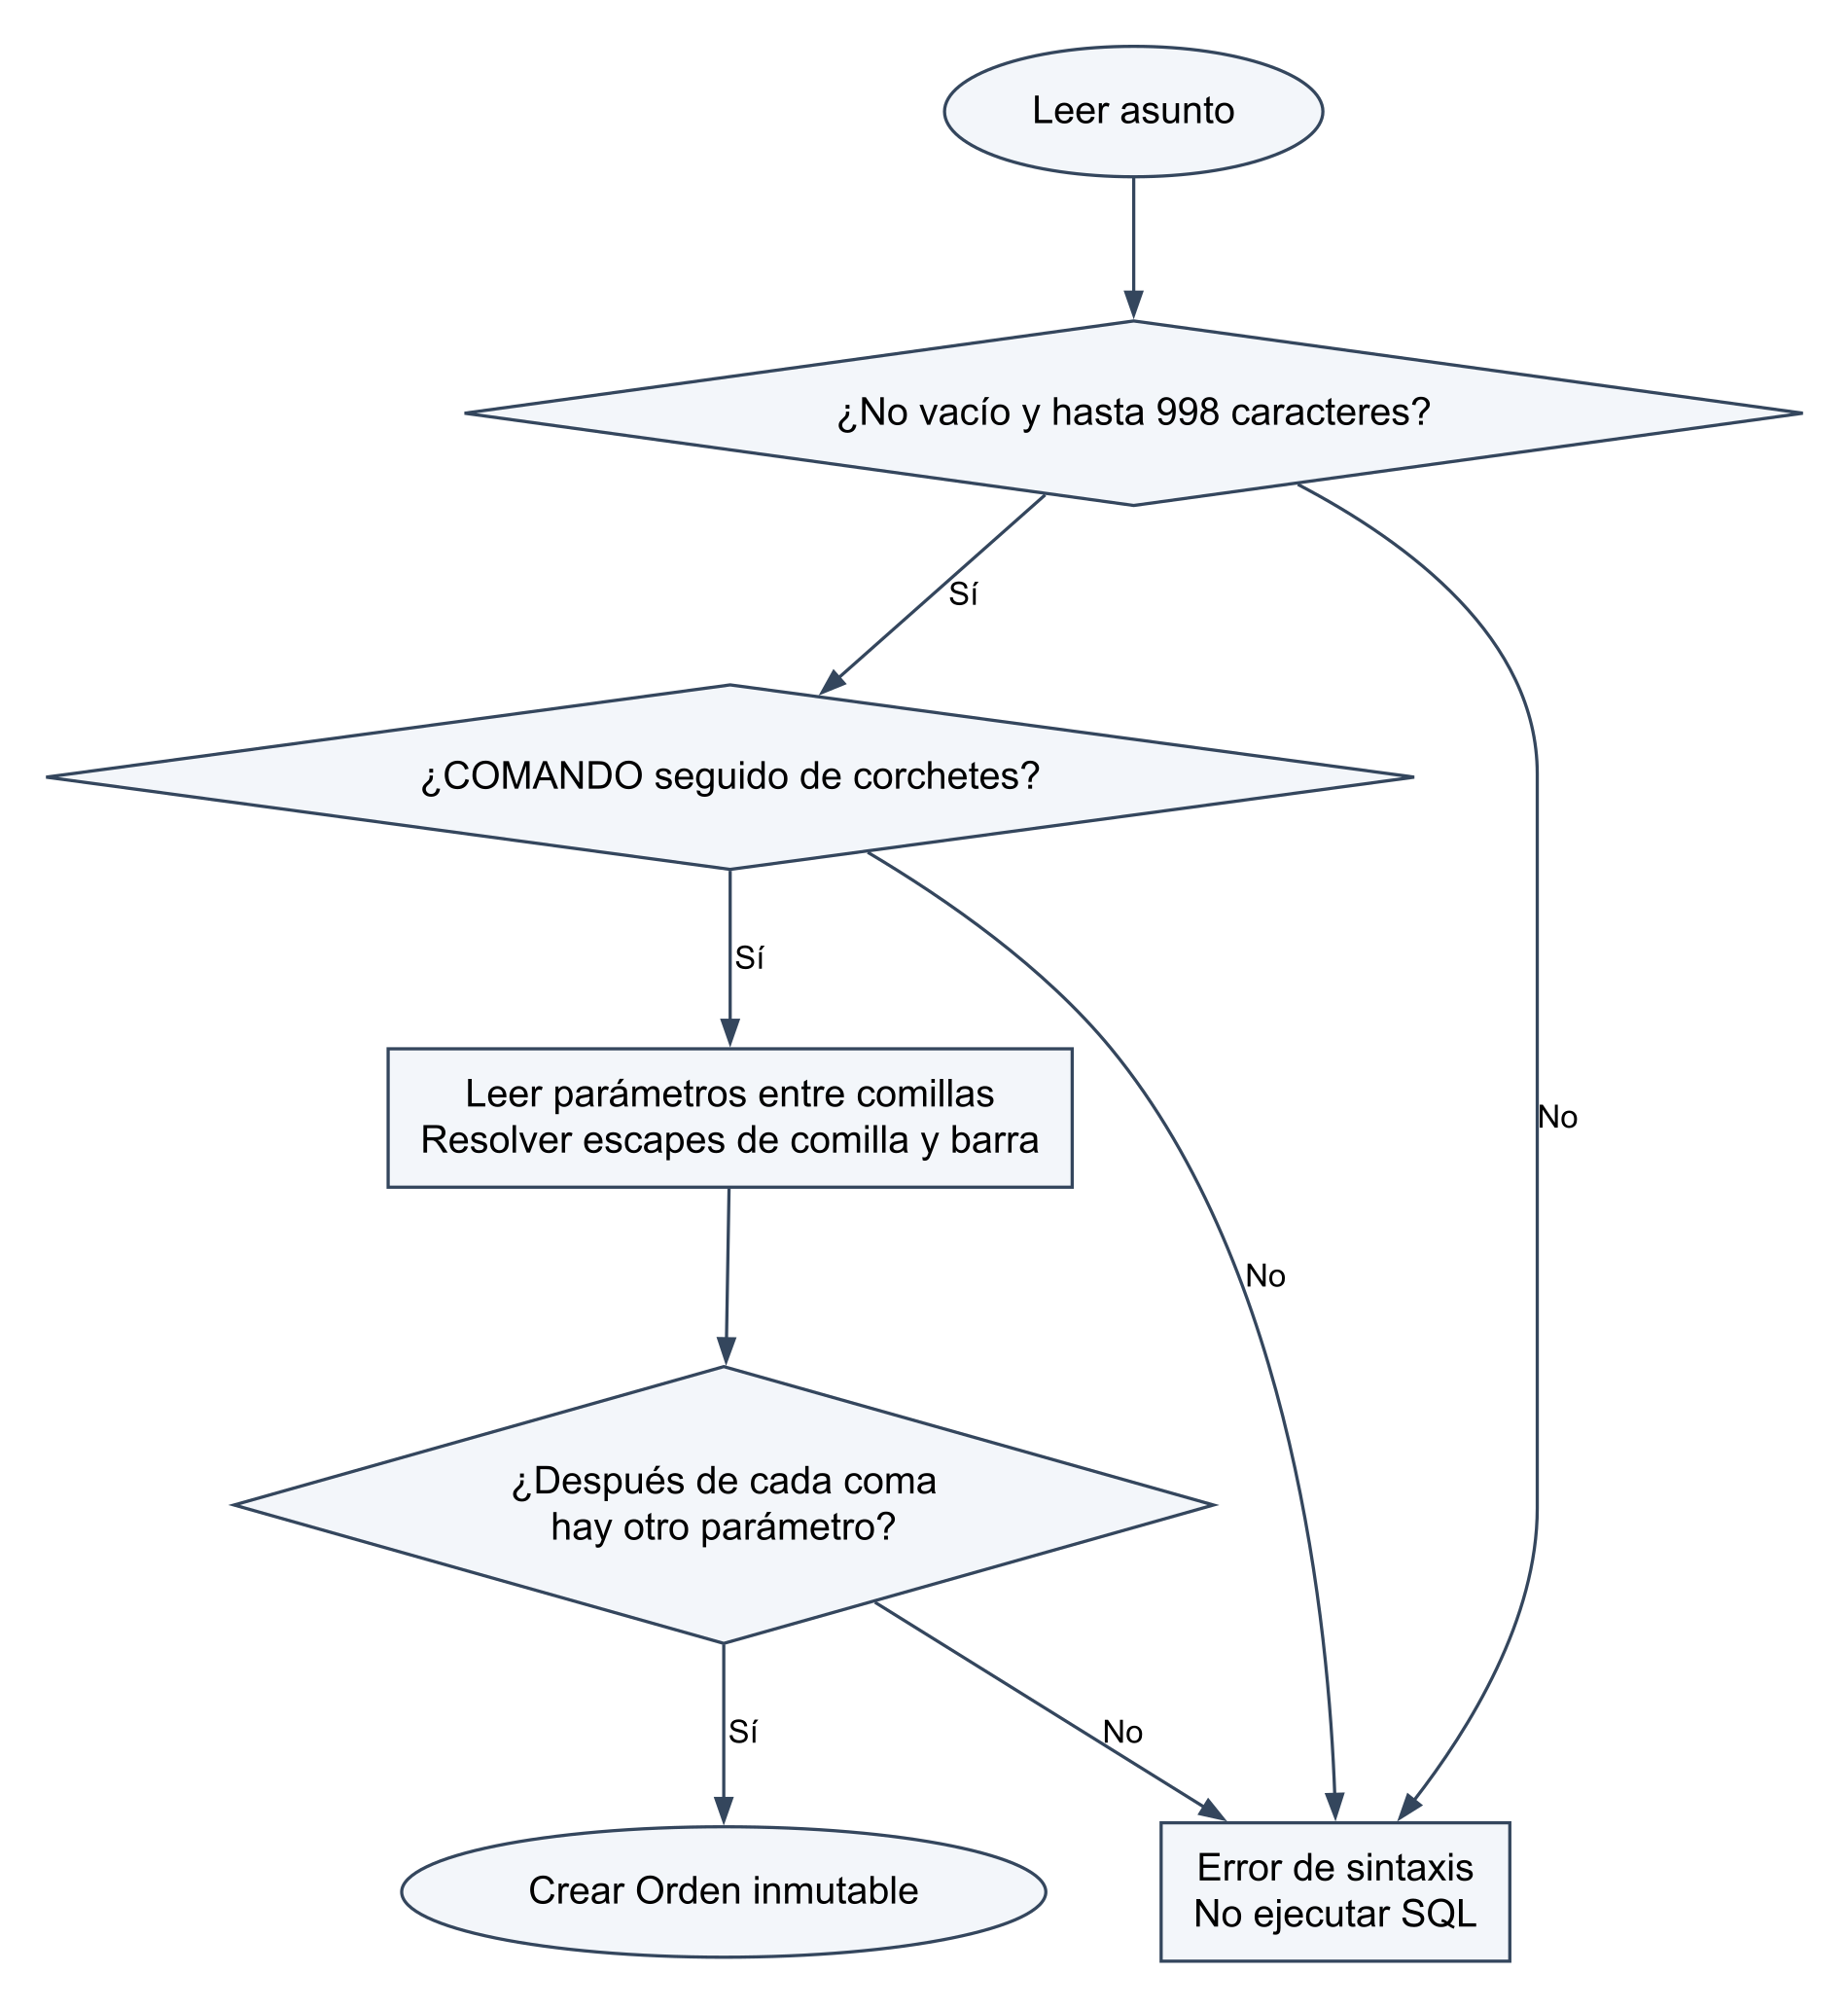 Leer asunto
¿No vacío y hasta 998 caracteres?
Sí
¿COMANDO seguido de corchetes?
Sí
Leer parámetros entre comillas
Resolver escapes de comilla y barra
No
No
¿Después de cada coma
hay otro parámetro?
Sí
No
Crear Orden inmutable
Error de sintaxis
No ejecutar SQL